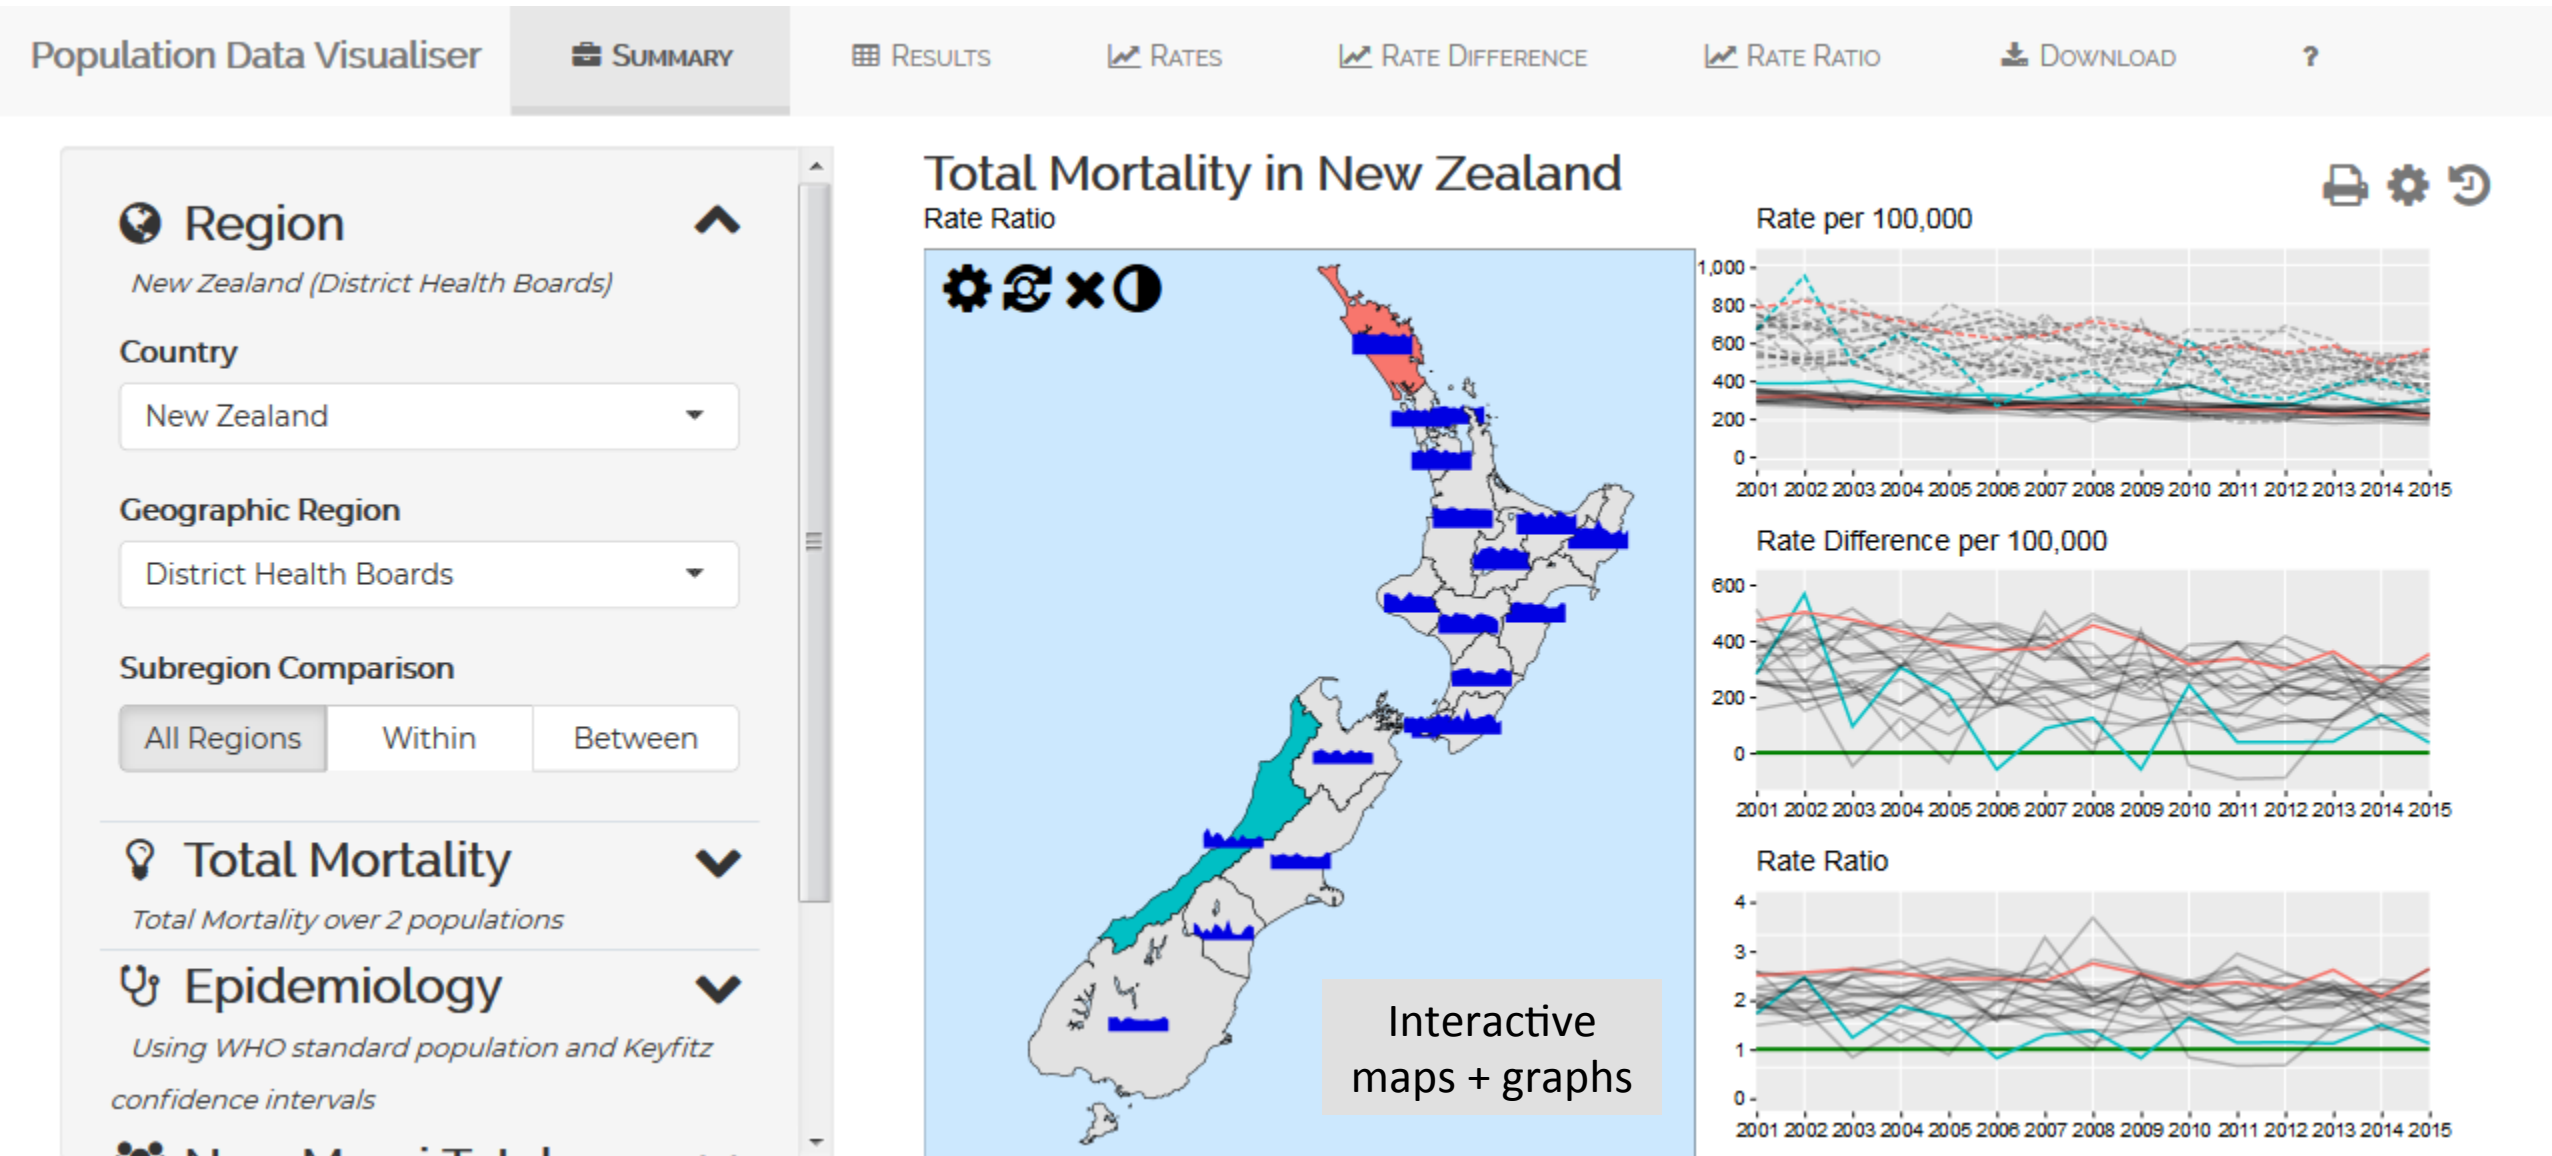 Population Data Visualiser
SUMMARY
RESULTS
RATES
RATE DIFFERENCE
RATE RATIO
DOWNLOAD
?
Region
New Zealand (District Health Boards)
Country
New Zealand
Geographic Region
District Health Boards
Subregion Comparison
All Regions
Within
Between
Total Mortality
Total Mortality over 2 populations
Epidemiology
Using WHO standard population and Keyfitz
confidence intervals
Total Mortality in New Zealand
Rate Ratio
Interactive
maps + graphs
Rate per 100,000
1,000
800
600
400
200
0
2001 2002 2003 2004 2005 2006 2007 2008 2009 2010 2011 2012 2013 2014 2015
Rate Difference per 100,000
600
400
200
0
2001 2002 2003 2004 2005 2006 2007 2008 2009 2010 2011 2012 2013 2014 2015
Rate Ratio
4
3
2
1
0
2001 2002 2003 2004 2005 2006 2007 2008 2009 2010 2011 2012 2013 2014 2015